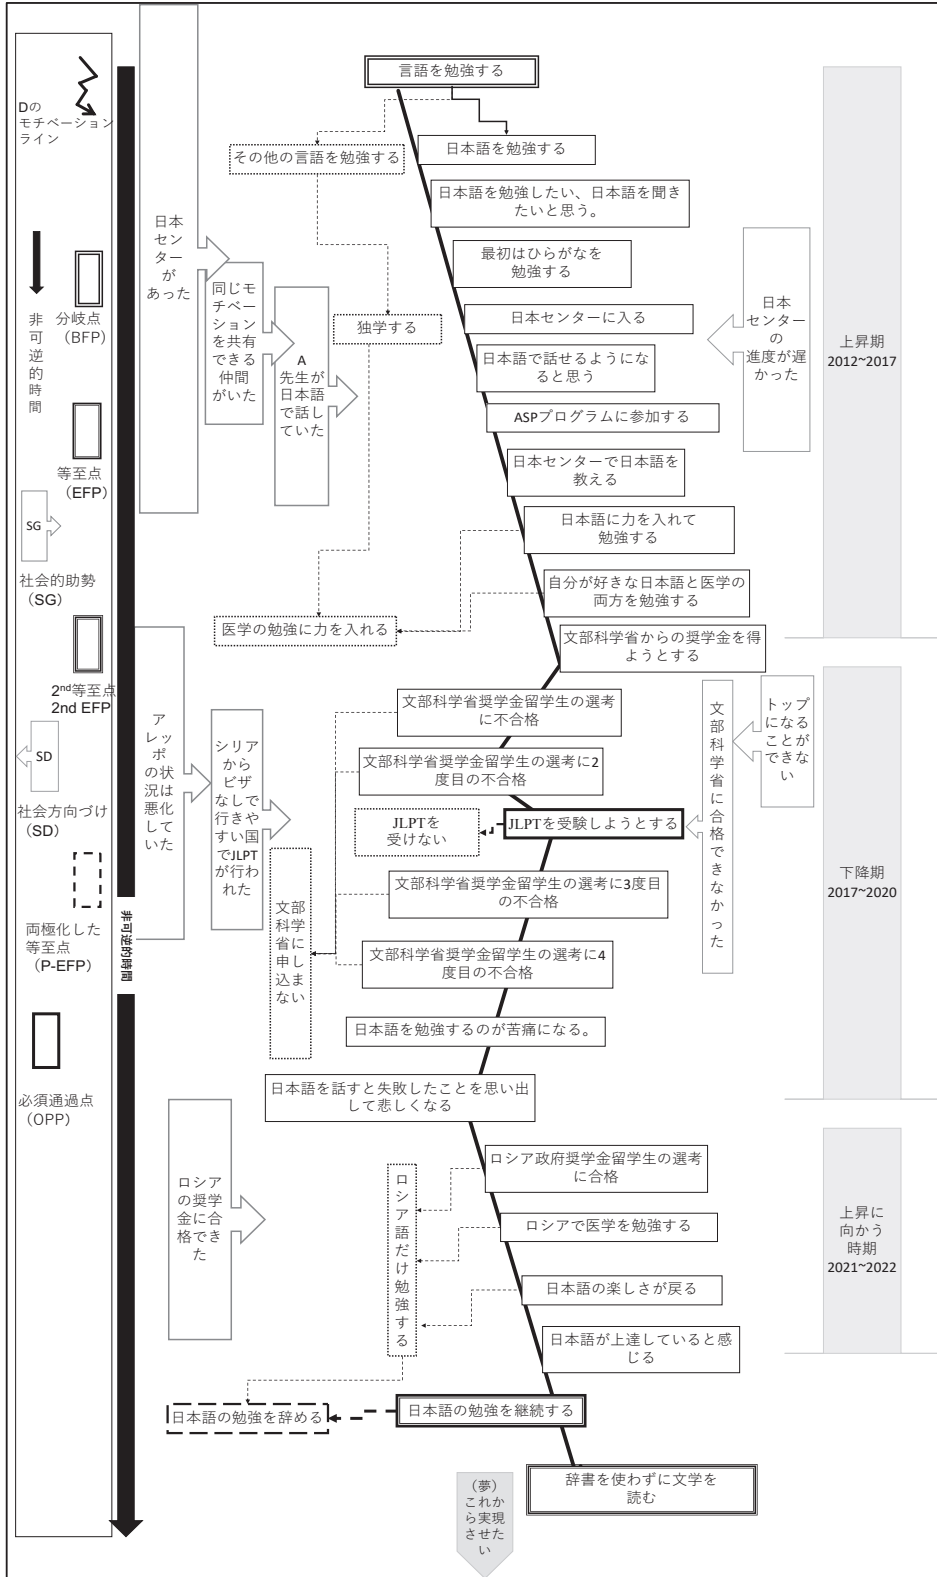 Dの
モチベーション
ライン
非可逆的時間
分岐点
(BFP)
等至点
(EFP)
SG
社会的助勢
(SG)
2nd等至点
2nd EFP
SD
社会方向づけ
(SD)
両極化した
等至点
(P-EFP)
必須通過点
(OPP)
非可逆的時間
日本
センター
が
あった
同じモ
チベー
ション
を共有
できる
仲間
がいた
A
先生が
日本語
で話し
ていた
言語を勉強する
その他の言語を勉強する
日本語を勉強する
日本語を勉強したい、日本語を聞き
たいと思う。
最初はひらがなを
勉強する
独学する
日本センターに入る
日本語で話せるようにな
ると思う
ASPプログラムに参加する
日本センターで日本語を
教える
日本語に力を入れて
勉強する
自分が好きな日本語と医学の
両方を勉強する
医学の勉強に力を入れる
文部科学省からの奨学金を得
ようとする
日本
センター
の
進度が遅
かった
上昇期
2012~2017
ア
レッ
ポの状
況は悪
化して
いた
シリア
から
ビザ
なしで
行きや
すい国
でJLPT
が行わ
れた
文部科学省に申し込まない
文部科学省奨学金留学生の選考
に不合格
文部科学省奨学金留学生の選考に2
度目の不合格
JLPTを
受けない
JLPTを受験しようとする
文部科学省奨学金留学生の選考に3度目
の不合格
文部科学省奨学金留学生の選考に4
度目の不合格
日本語を勉強するのが苦痛になる。
日本語を話すと失敗したことを思い出
して悲しくなる
文部科学省に合格できなかった
トップ
になる
ことが
できな
い
下降期
2017~2020
ロシア
の奨学
金に合
格でき
た
ロシア語だけ勉強する
ロシア政府奨学金留学生の選考
に合格
ロシアで医学を勉強する
日本語の楽しさが戻る
日本語が上達していると感
じる
上昇に
向かう
時期
2021~2022
日本語の勉強を辞める
日本語の勉強を継続する
辞書を使わずに文学を
読む
(夢)
これか
ら実現
させた
い